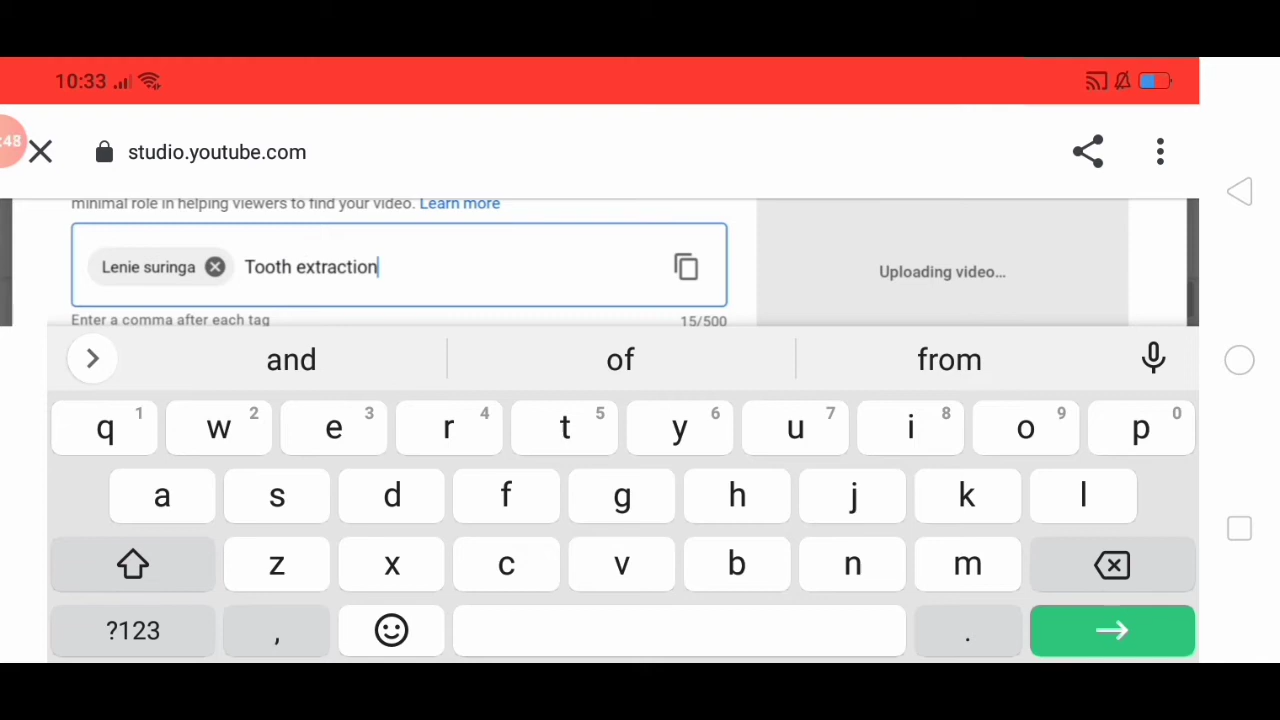 10:33
:48
studio.youtube.com
minimal role in helping viewers to find your video. Learn more
Lenie suringa Tooth extraction
Uploading video...
Enter a comma after each tag 15/500
and of from
q 1 w 2 e 3 r 4 t 5 y 6 u 7 i 8 o 9 p 0
a s d f g h j k l
z x c v b n m
?123 , .